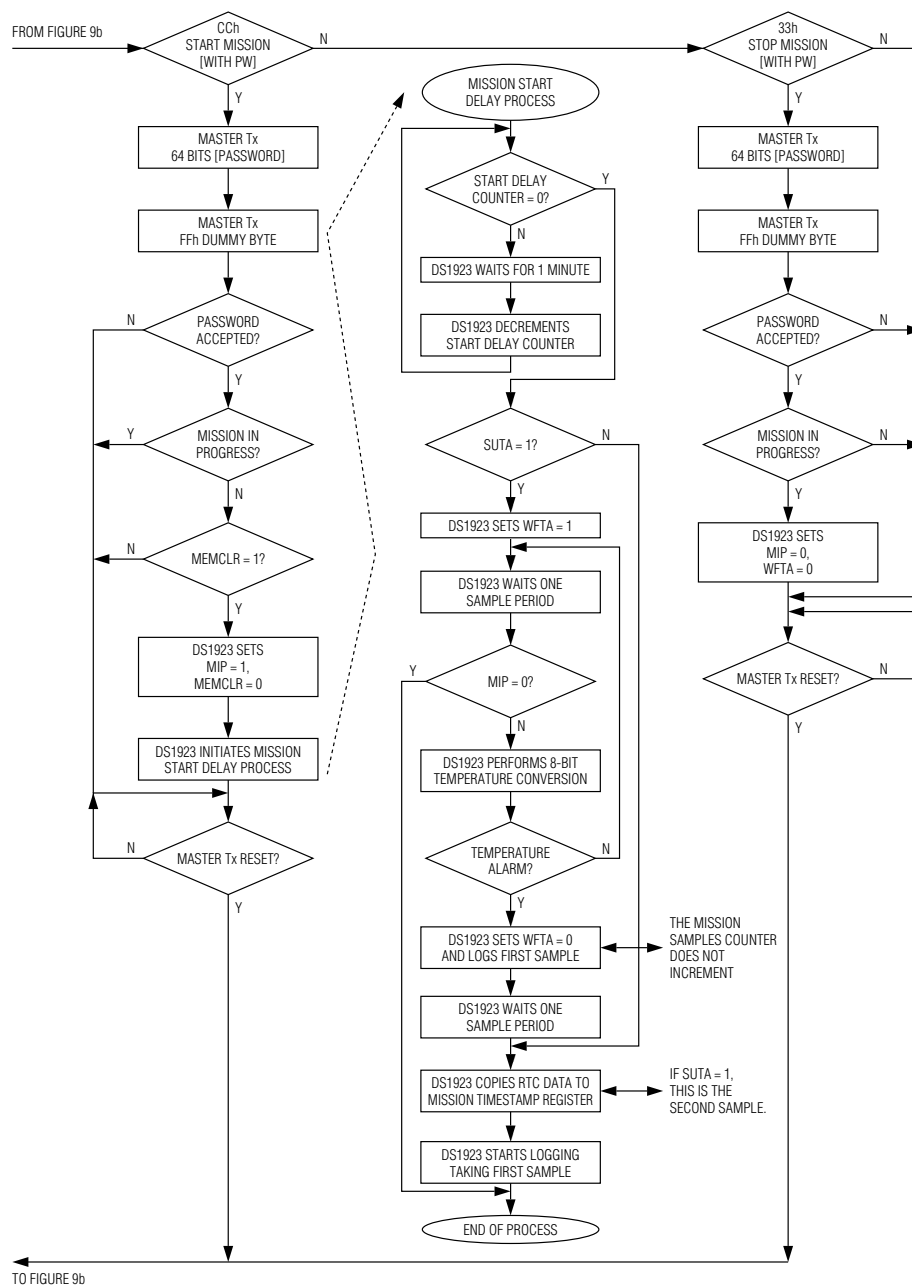 FROM FIGURE 9b
CCh
START MISSION
[WITH PW]
N
Y
MASTER Tx
64 BITS [PASSWORD]
MASTER Tx
FFh DUMMY BYTE
N
PASSWORD
ACCEPTED?
Y
Y
MISSION IN
PROGRESS?
N
N
MEMCLR = 1?
Y
DS1923 SETS
MIP = 1,
MEMCLR = 0
DS1923 INITIATES MISSION
START DELAY PROCESS
N
MASTER Tx RESET?
Y
MISSION START
DELAY PROCESS
START DELAY
COUNTER = 0?
Y
N
DS1923 WAITS FOR 1 MINUTE
DS1923 DECREMENTS
START DELAY COUNTER
SUTA = 1?
N
Y
DS1923 SETS WFTA = 1
DS1923 WAITS ONE
SAMPLE PERIOD
Y
MIP = 0?
N
DS1923 PERFORMS 8-BIT
TEMPERATURE CONVERSION
TEMPERATURE
ALARM?
N
Y
DS1923 SETS WFTA = 0
AND LOGS FIRST SAMPLE
THE MISSION
SAMPLES COUNTER
DOES NOT
INCREMENT
DS1923 WAITS ONE
SAMPLE PERIOD
DS1923 COPIES RTC DATA TO
MISSION TIMESTAMP REGISTER
IF SUTA = 1,
THIS IS THE
SECOND SAMPLE.
DS1923 STARTS LOGGING
TAKING FIRST SAMPLE
END OF PROCESS
33h
STOP MISSION
[WITH PW]
N
Y
MASTER Tx
64 BITS [PASSWORD]
MASTER Tx
FFh DUMMY BYTE
PASSWORD
ACCEPTED?
N
Y
MISSION IN
PROGRESS?
N
Y
DS1923 SETS
MIP = 0,
WFTA = 0
MASTER Tx RESET?
N
Y
TO FIGURE 9b